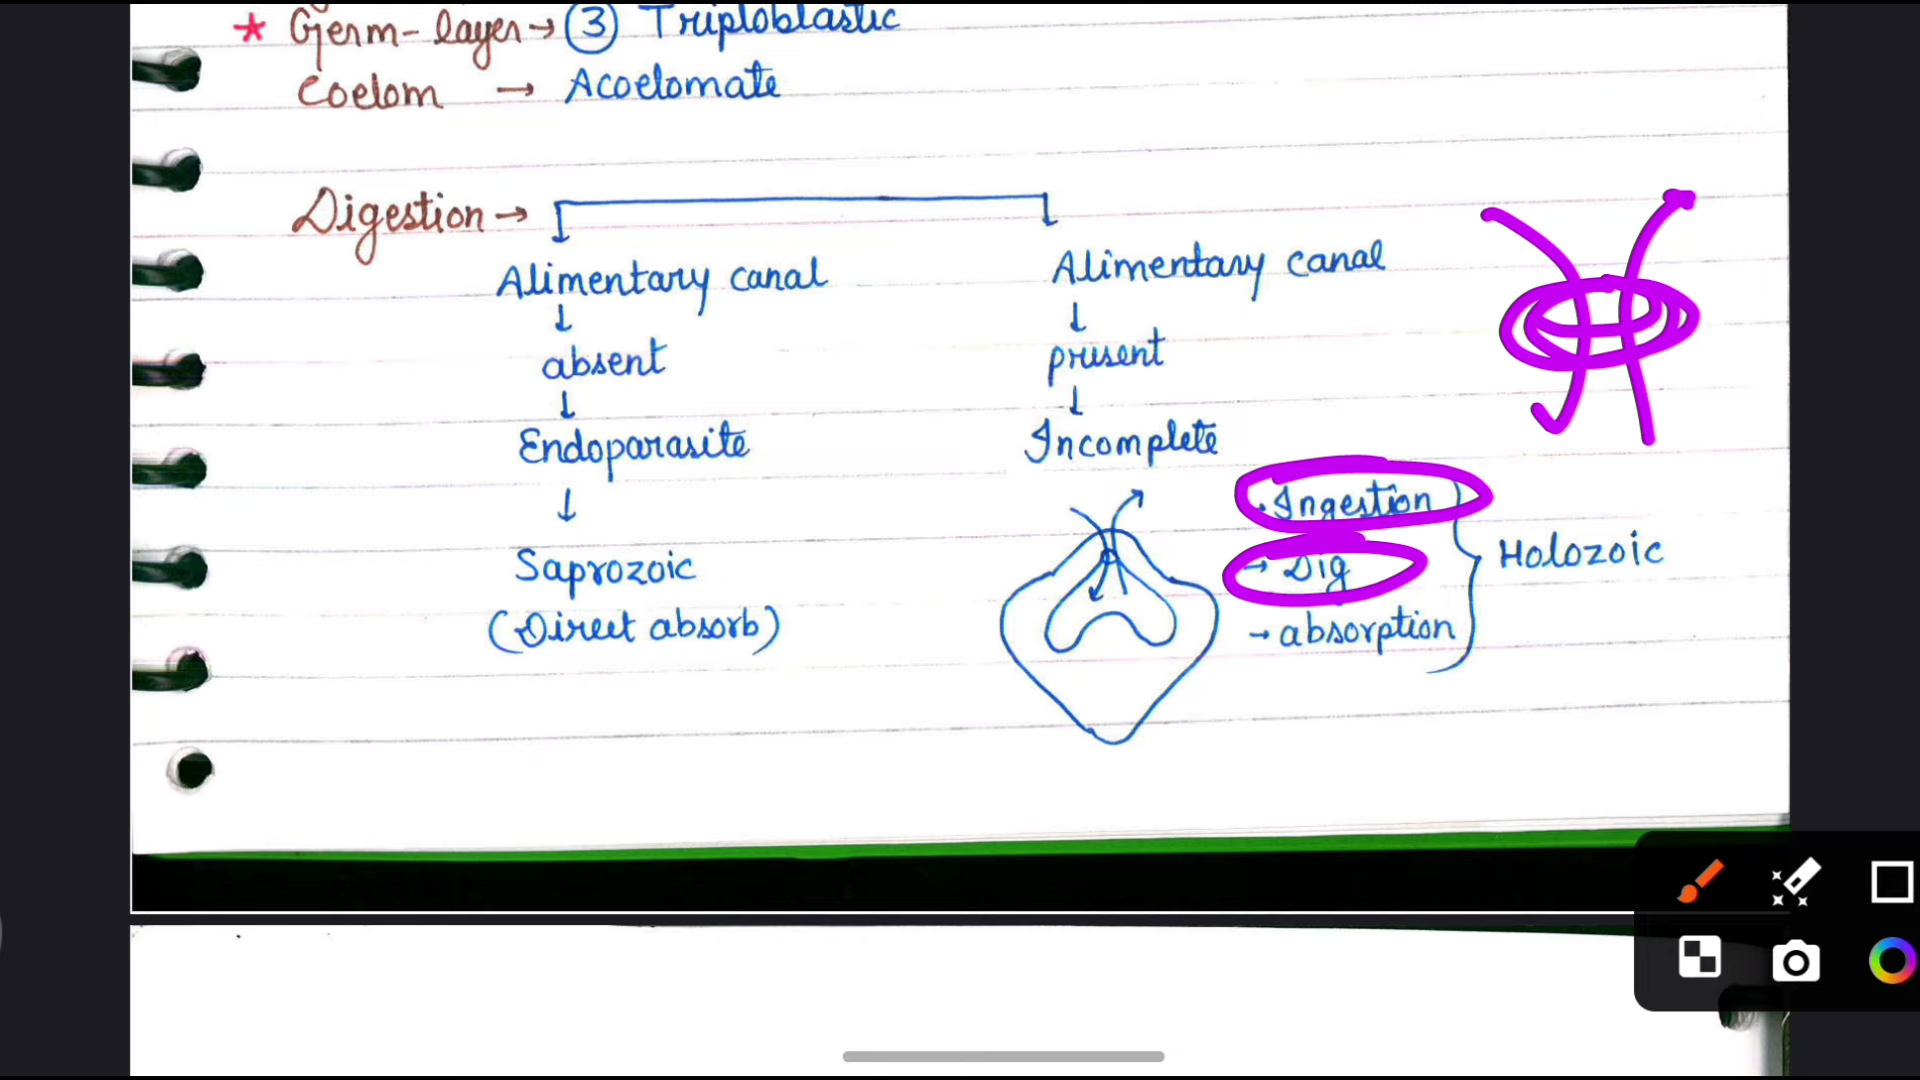 * Germ-layer → ③ Triploblastic
Coelom → Acoelomate
Digestion →
Alimentary canal Alimentary canal
↓ ↓
absent present
↓ ↓
Endoparasite Incomplete
↓
· Ingestion
Saprozoic → Dig Holozoic
(Direct absorb) → absorption